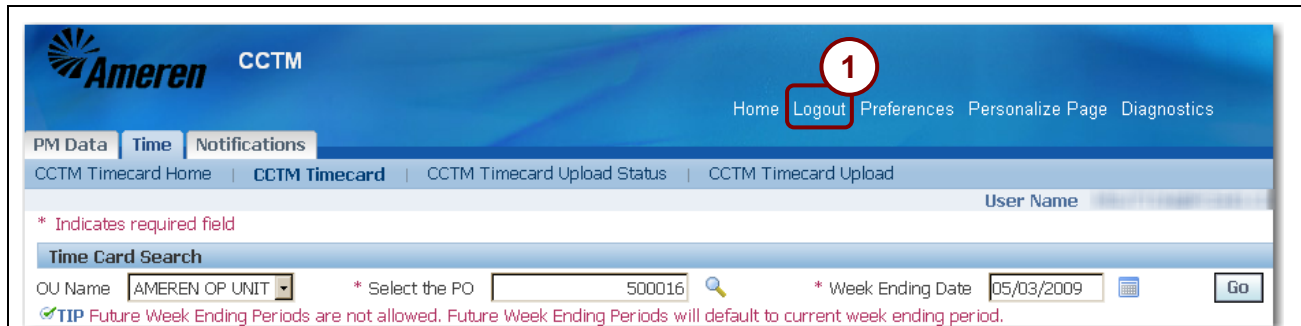 Ameren CCTM
1
Home Logout Preferences Personalize Page Diagnostics
PM Data Time Notifications
CCTM Timecard Home | CCTM Timecard | CCTM Timecard Upload Status | CCTM Timecard Upload
User Name
* Indicates required field
Time Card Search
OU Name AMEREN OP UNIT * Select the PO 500016 * Week Ending Date 05/03/2009 Go
TIP Future Week Ending Periods are not allowed. Future Week Ending Periods will default to current week ending period.